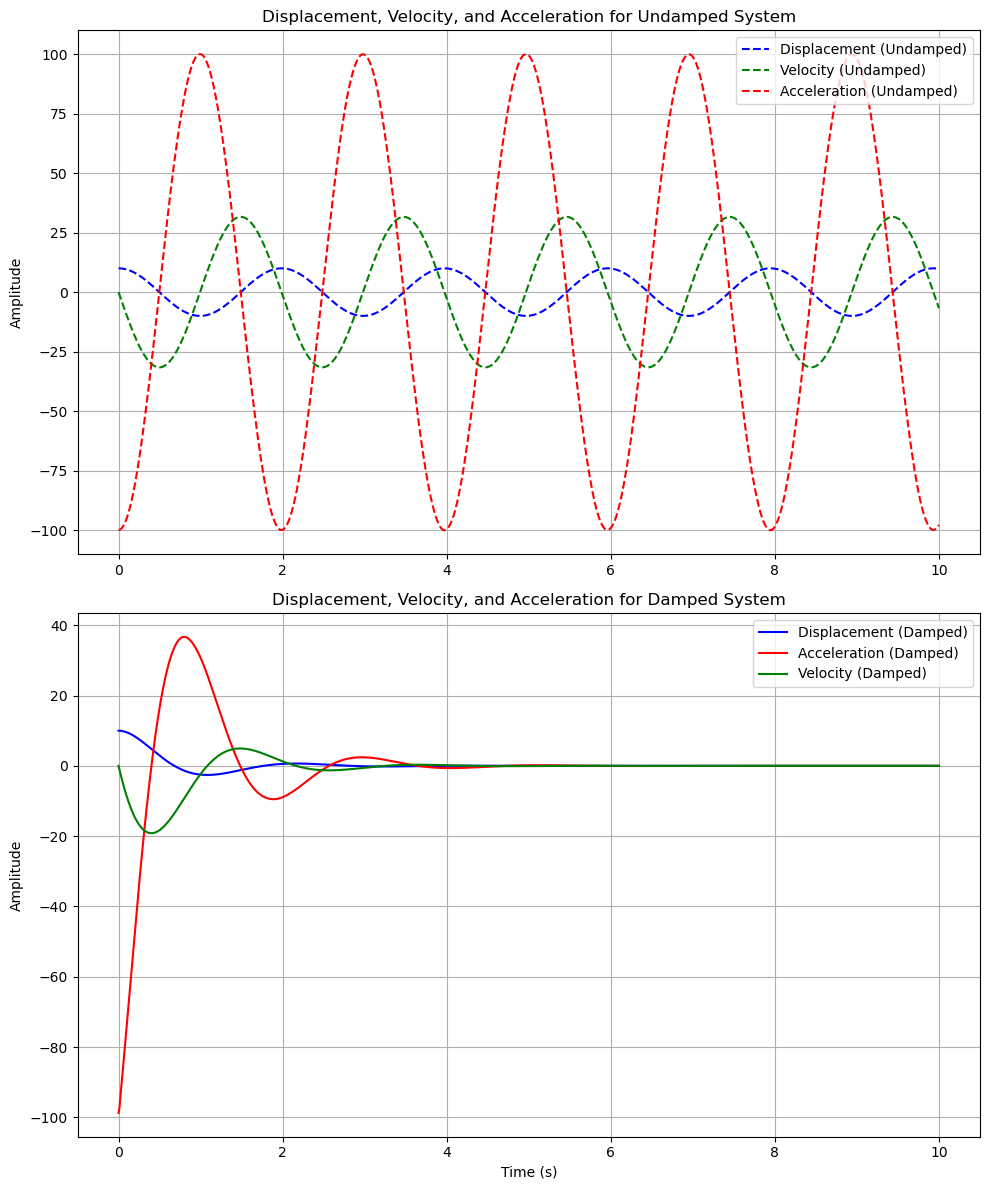 Displacement, Velocity, and Acceleration for Undamped System
100
75
50
25
0
−25
−50
−75
−100
Amplitude
Displacement (Undamped)
Velocity (Undamped)
Acceleration (Undamped)
0 2 4 6 8 10
Displacement, Velocity, and Acceleration for Damped System
40
20
0
−20
−40
−60
−80
−100
Amplitude
Displacement (Damped)
Acceleration (Damped)
Velocity (Damped)
0 2 4 6 8 10
Time (s)